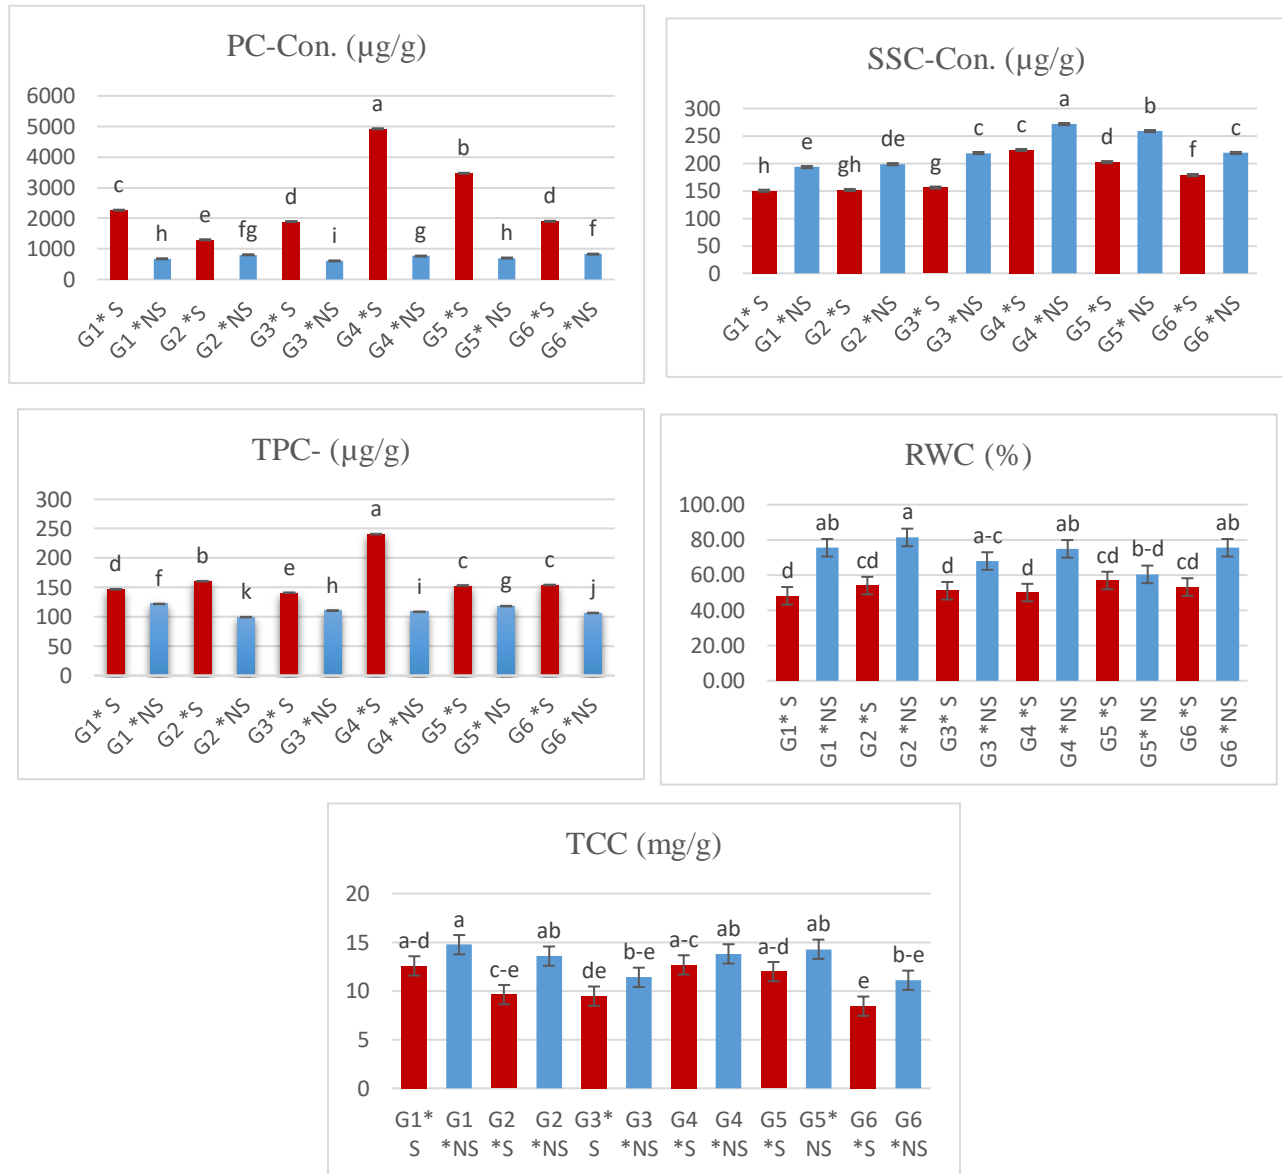 PC-Con. (µg/g)
6000
5000
4000
3000
2000
1000
0
c
h
e
fg
d
i
a
g
b
h
d
f
G1* S
G1 *NS
G2 *S
G2 *NS
G3* S
G3 *NS
G4 *S
G4 *NS
G5 *S
G5* NS
G6 *S
G6 *NS
SSC-Con. (µg/g)
300
250
200
150
100
50
0
h
e
gh
de
g
c
c
a
d
b
f
c
G1* S
G1 *NS
G2 *S
G2 *NS
G3* S
G3 *NS
G4 *S
G4 *NS
G5 *S
G5* NS
G6 *S
G6 *NS
TPC- (µg/g)
300
250
200
150
100
50
0
d
f
b
k
e
h
a
i
c
g
c
j
G1* S
G1 *NS
G2 *S
G2 *NS
G3* S
G3 *NS
G4 *S
G4 *NS
G5 *S
G5* NS
G6 *S
G6 *NS
RWC (%)
100.00
80.00
60.00
40.00
20.00
0.00
d
ab
cd
a
d
a-c
d
ab
cd
b-d
cd
ab
G1* S
G1 *NS
G2 *S
G2 *NS
G3* S
G3 *NS
G4 *S
G4 *NS
G5 *S
G5* NS
G6 *S
G6 *NS
TCC (mg/g)
20
15
10
5
0
a-d
a
c-e
ab
de
b-e
a-c
ab
a-d
ab
e
b-e
G1* G1 G2 G2 G3* G3 G4 G4 G5 G5* G6 G6
S *NS *S *NS S *NS *S *NS *S NS *S *NS